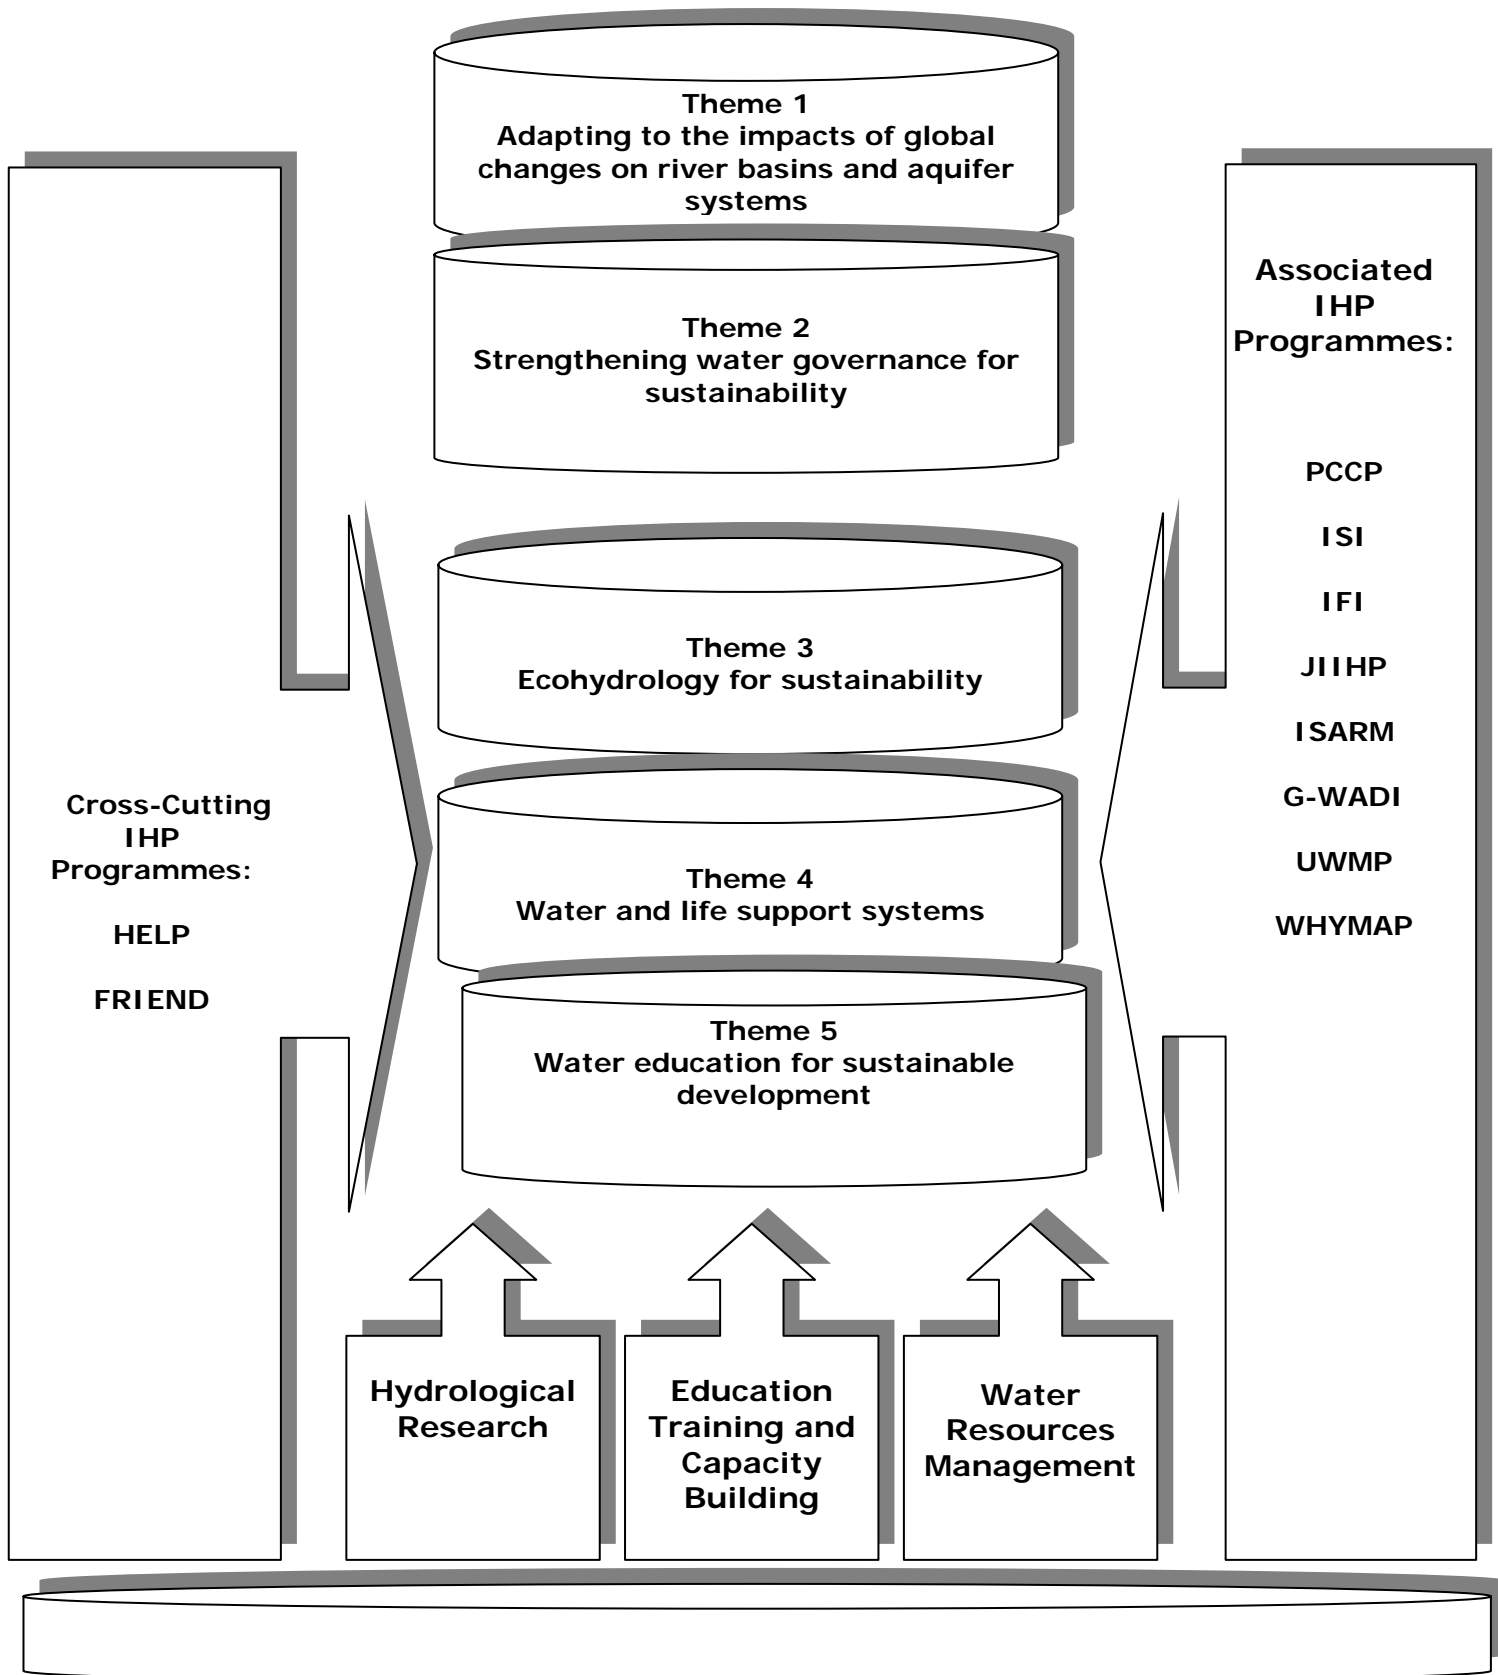 Theme 1
Adapting to the impacts of global
changes on river basins and aquifer
systems
Theme 2
Strengthening water governance for
sustainability
Theme 3
Ecohydrology for sustainability
Theme 4
Water and life support systems
Theme 5
Water education for sustainable
development
Cross-Cutting
IHP
Programmes:
HELP
FRIEND
Associated
IHP
Programmes:
PCCP
ISI
IFI
JIIHP
ISARM
G-WADI
UWMP
WHYMAP
Hydrological
Research
Education
Training and
Capacity
Building
Water
Resources
Management